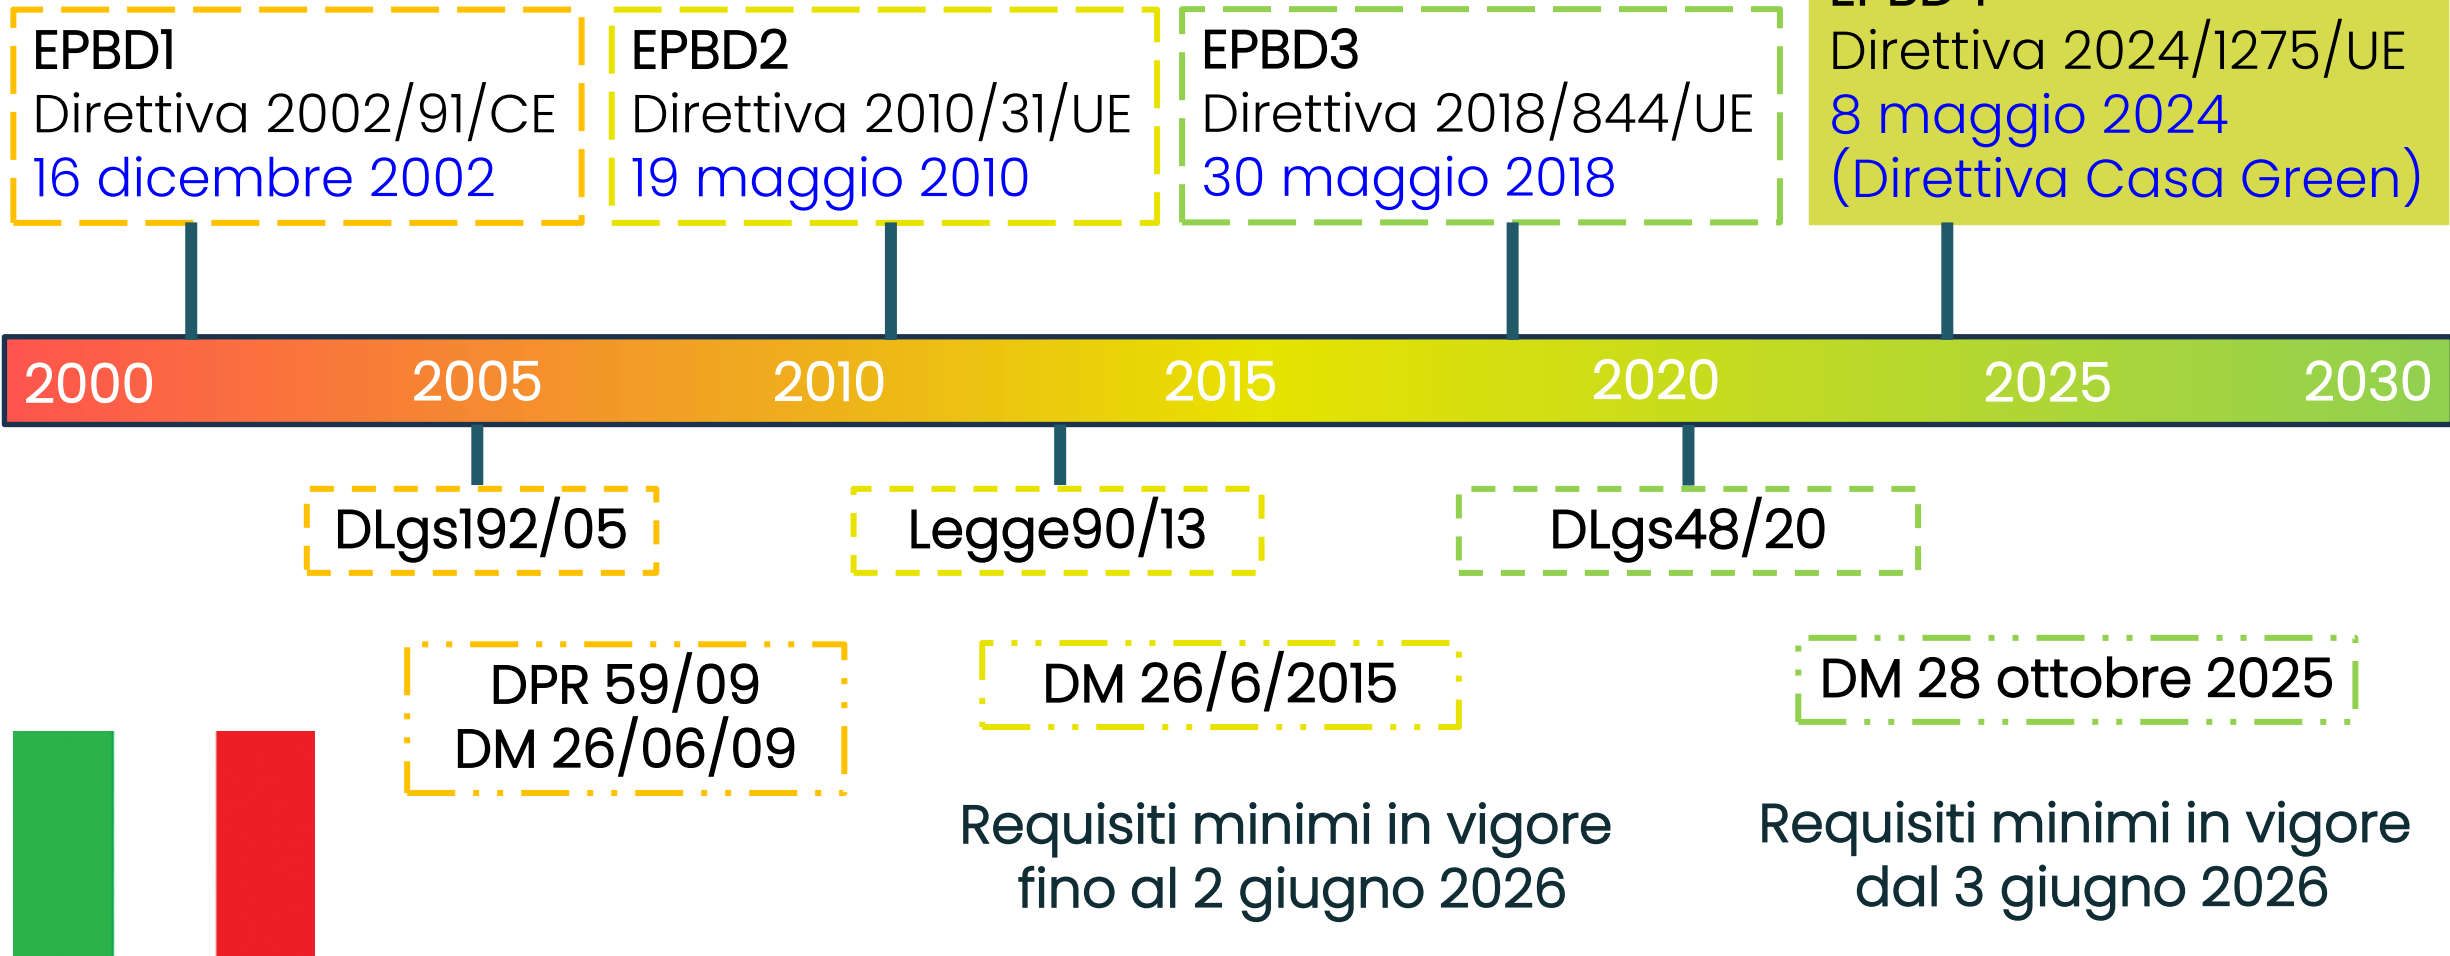 EPBD1
Direttiva 2002/91/CE
16 dicembre 2002
EPBD2
Direttiva 2010/31/UE
19 maggio 2010
EPBD3
Direttiva 2018/844/UE
30 maggio 2018
EPBD4
Direttiva 2024/1275/UE
8 maggio 2024
(Direttiva Casa Green)
2000 2005 2010 2015 2020 2025 2030
DLgs192/05
Legge90/13
DLgs48/20
DPR 59/09
DM 26/06/09
DM 26/6/2015
DM 28 ottobre 2025
Requisiti minimi in vigore
fino al 2 giugno 2026
Requisiti minimi in vigore
dal 3 giugno 2026